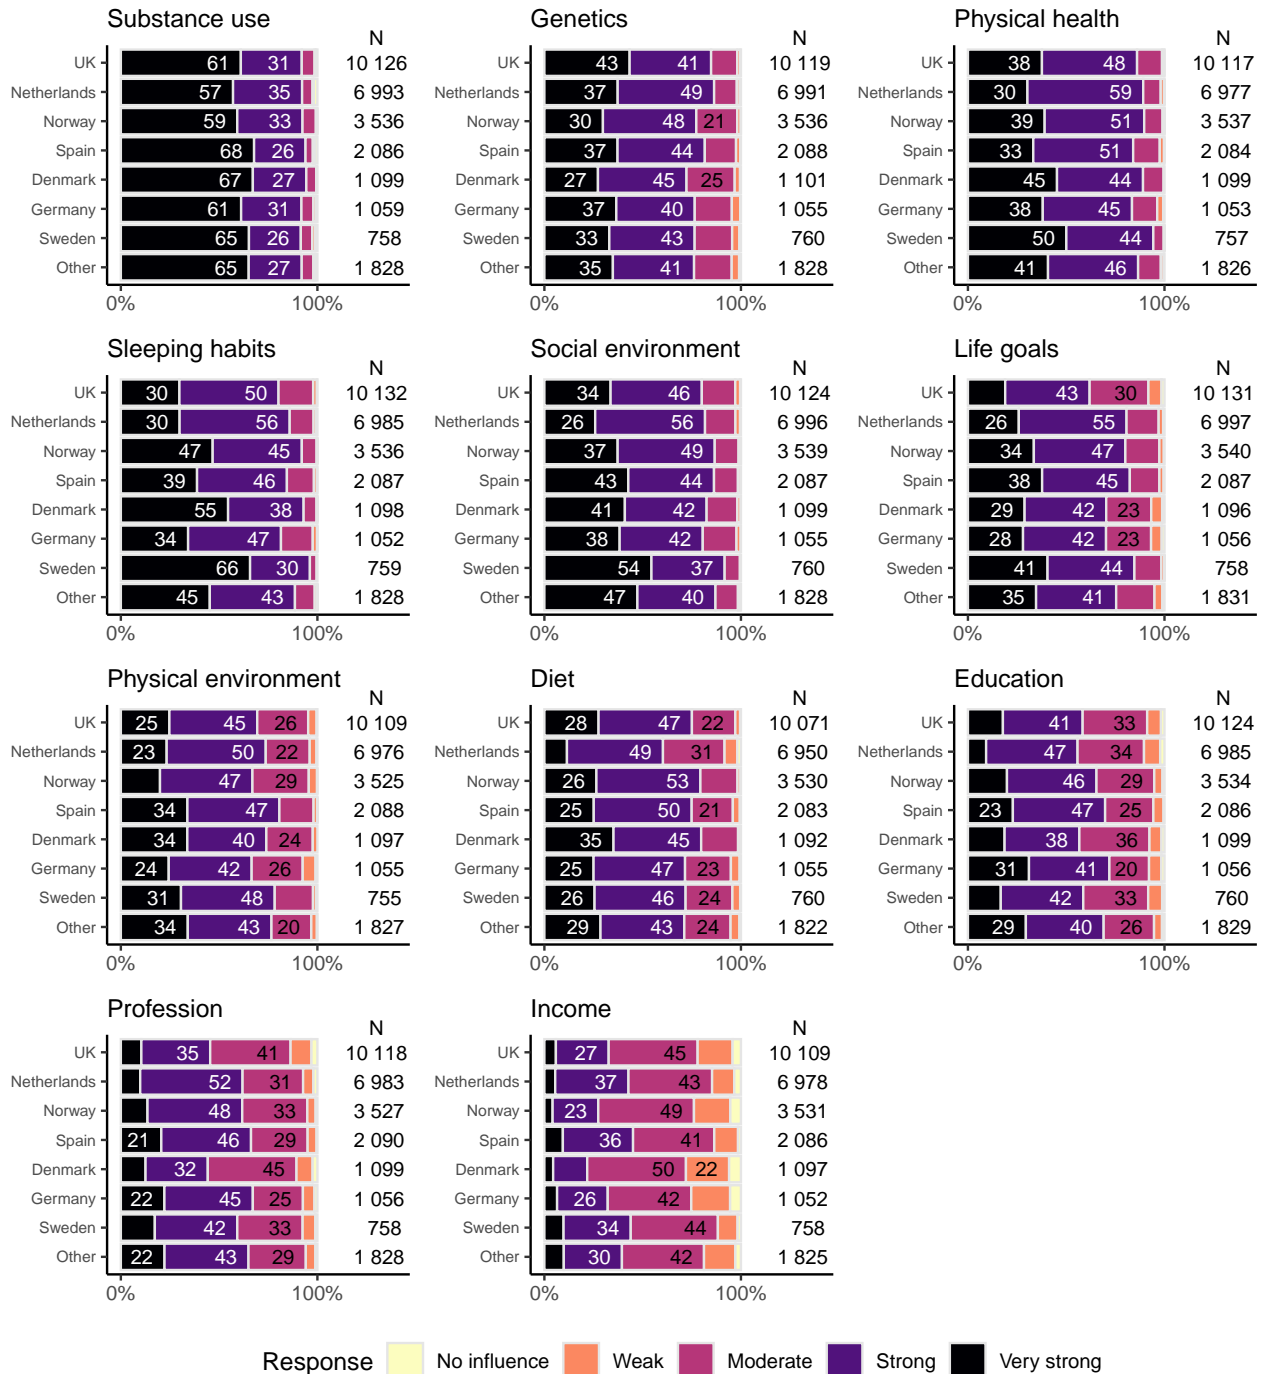 Substance use
N
UK 61 31 10 126
Netherlands 57 35 6 993
Norway 59 33 3 536
Spain 68 26 2 086
Denmark 67 27 1 099
Germany 61 31 1 059
Sweden 65 26 758
Other 65 27 1 828
0% 100%
Genetics
N
UK 43 41 10 119
Netherlands 37 49 6 991
Norway 30 48 21 3 536
Spain 37 44 2 088
Denmark 27 45 25 1 101
Germany 37 40 1 055
Sweden 33 43 760
Other 35 41 1 828
0% 100%
Physical health
N
UK 38 48 10 117
Netherlands 30 59 6 977
Norway 39 51 3 537
Spain 33 51 2 084
Denmark 45 44 1 099
Germany 38 45 1 053
Sweden 50 44 757
Other 41 46 1 826
0% 100%
Sleeping habits
N
UK 30 50 10 132
Netherlands 30 56 6 985
Norway 47 45 3 536
Spain 39 46 2 087
Denmark 55 38 1 098
Germany 34 47 1 052
Sweden 66 30 759
Other 45 43 1 828
0% 100%
Social environment
N
UK 34 46 10 124
Netherlands 26 56 6 996
Norway 37 49 3 539
Spain 43 44 2 087
Denmark 41 42 1 099
Germany 38 42 1 055
Sweden 54 37 760
Other 47 40 1 828
0% 100%
Life goals
N
UK 43 30 10 131
Netherlands 26 55 6 997
Norway 34 47 3 540
Spain 38 45 2 087
Denmark 29 42 23 1 096
Germany 28 42 23 1 056
Sweden 41 44 758
Other 35 41 1 831
0% 100%
Physical environment
N
UK 25 45 26 10 109
Netherlands 23 50 22 6 976
Norway 47 29 3 525
Spain 34 47 2 088
Denmark 34 40 24 1 097
Germany 24 42 26 1 055
Sweden 31 48 755
Other 34 43 20 1 827
0% 100%
Diet
N
UK 28 47 22 10 071
Netherlands 49 31 6 950
Norway 26 53 3 530
Spain 25 50 21 2 083
Denmark 35 45 1 092
Germany 25 47 23 1 055
Sweden 26 46 24 760
Other 29 43 24 1 822
0% 100%
Education
N
UK 41 33 10 124
Netherlands 47 34 6 985
Norway 46 29 3 534
Spain 23 47 25 2 086
Denmark 38 36 1 099
Germany 31 41 20 1 056
Sweden 42 33 760
Other 29 40 26 1 829
0% 100%
Profession
N
UK 35 41 10 118
Netherlands 52 31 6 983
Norway 48 33 3 527
Spain 21 46 29 2 090
Denmark 32 45 1 099
Germany 22 45 25 1 056
Sweden 42 33 758
Other 22 43 29 1 828
0% 100%
Income
N
UK 27 45 10 109
Netherlands 37 43 6 978
Norway 23 49 3 531
Spain 36 41 2 086
Denmark 50 22 1 097
Germany 26 42 1 052
Sweden 34 44 758
Other 30 42 1 825
0% 100%
Response No influence Weak Moderate Strong Very strong